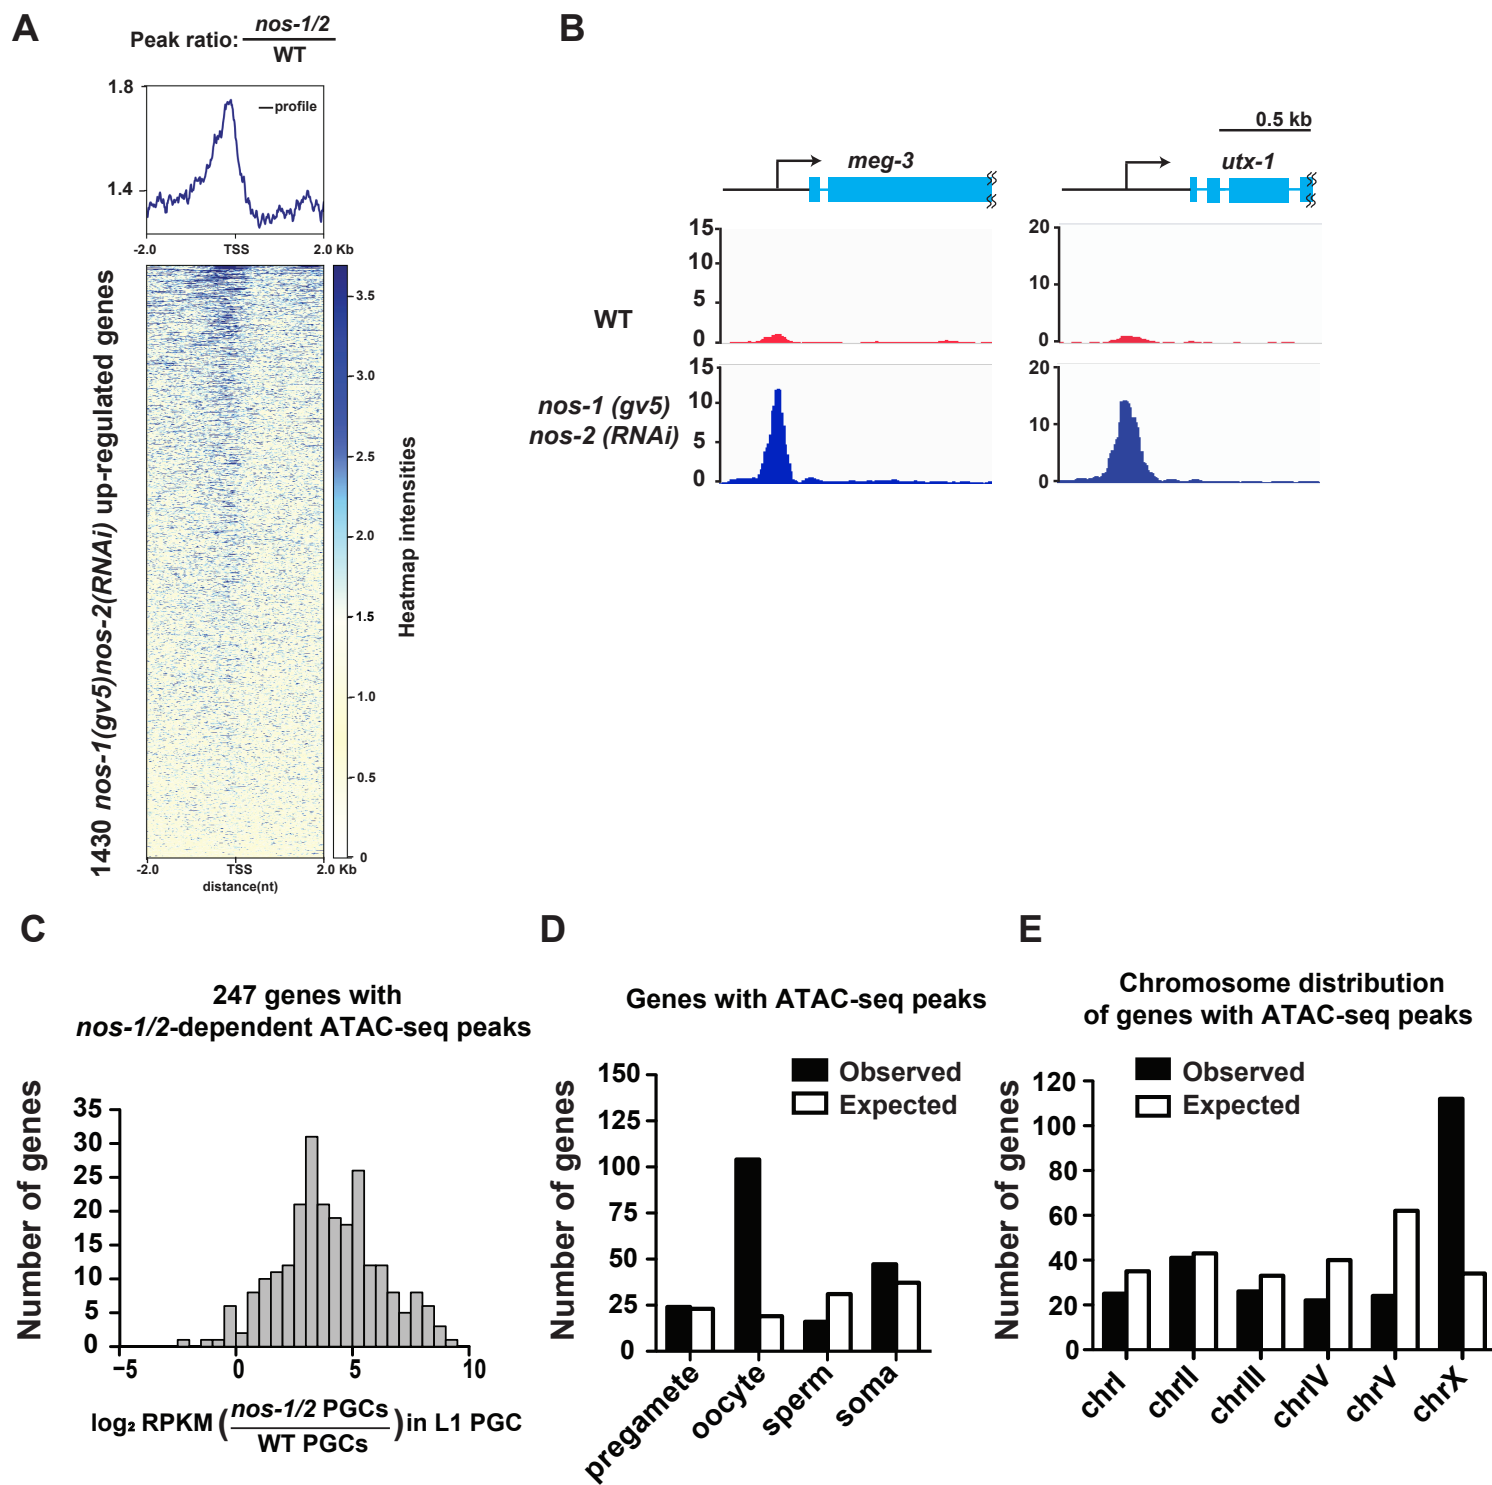 A
Peak ratio: nos-1/2
WT
1.8
1.4
profile
-2.0 TSS 2.0 Kb
1430 nos-1(gv5)nos-2(RNAi) up-regulated genes
3.5
3.0
2.5
2.0
1.5
1.0
0.5
0
Heatmap intensities
-2.0 TSS 2.0 Kb
distance(nt)
B
0.5 kb
meg-3
utx-1
WT
15
10
5
0
20
10
0
nos-1 (gv5)
nos-2 (RNAi)
15
10
5
0
20
10
0
C
247 genes with
nos-1/2-dependent ATAC-seq peaks
Number of genes
35
30
25
20
15
10
5
0
−5 0 5 10
log₂ RPKM (nos-1/2 PGCs
WT PGCs) in L1 PGC
D
Genes with ATAC-seq peaks
Observed
Expected
Number of genes
150
125
100
75
50
25
0
pregamete
oocyte
sperm
soma
E
Chromosome distribution
of genes with ATAC-seq peaks
Observed
Expected
Number of genes
120
100
80
60
40
20
0
chrI
chrII
chrIII
chrIV
chrV
chrX